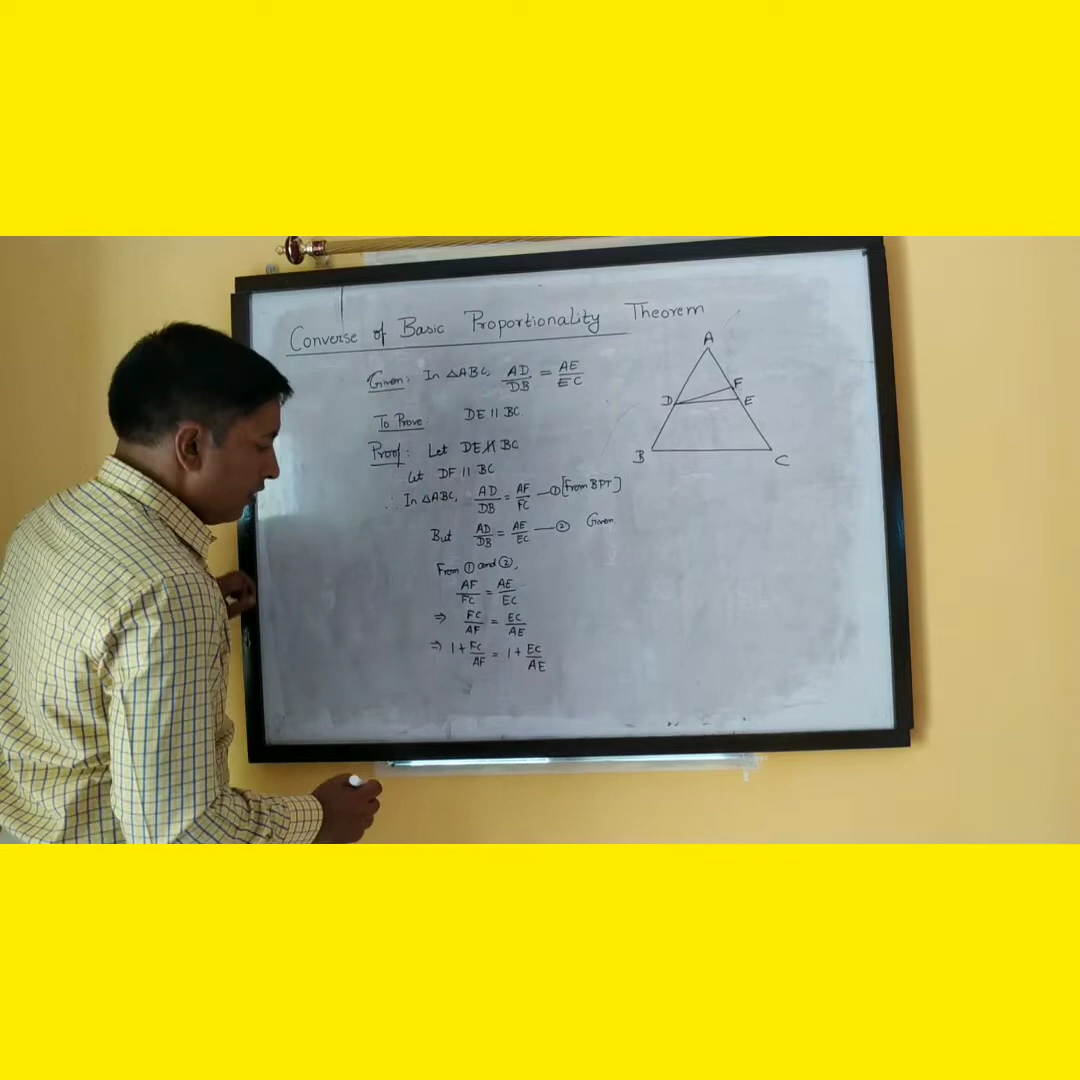 Converse of Basic Proportionality Theorem
Given: In △ABC, AD/DB = AE/EC
To Prove: DE || BC.
Proof: Let DE ∦ BC
Let DF || BC
∴ In △ABC, AD/DB = AF/FC —① [From BPT]
But AD/DB = AE/EC —② Given
From ① and ②,
AF/FC = AE/EC
⇒ FC/AF = EC/AE
⇒ 1 + FC/AF = 1 + EC/AE
A
F
D E
B C